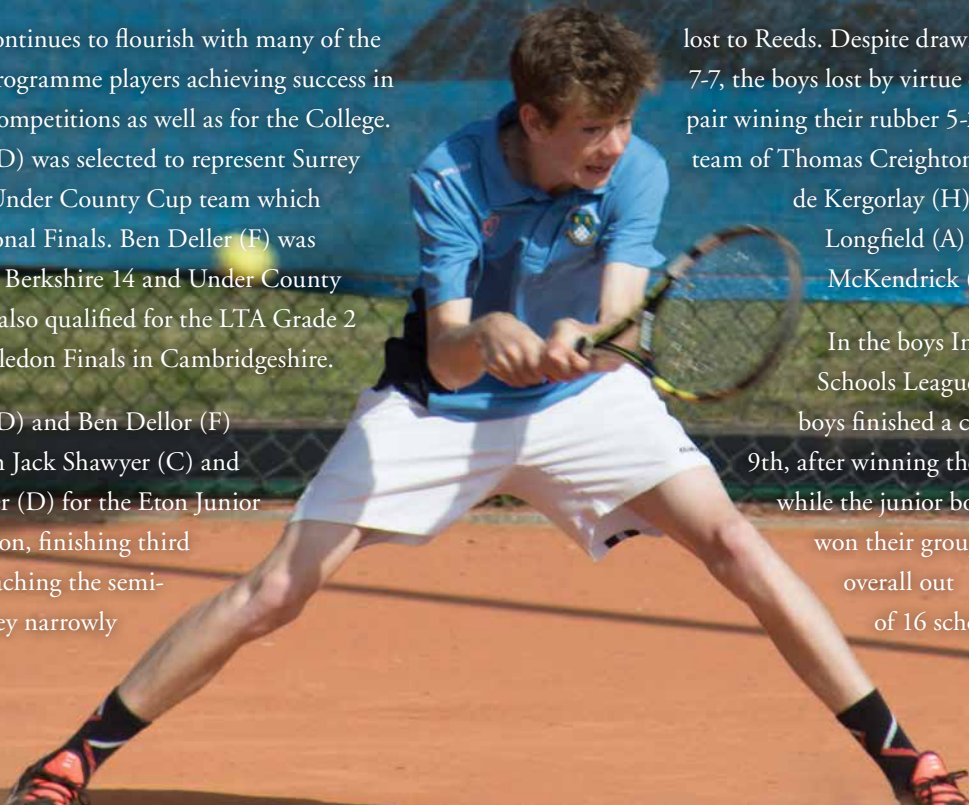 ontinues to flourish with many of the
rogramme players achieving success in
ompetitions as well as for the College.
D) was selected to represent Surrey
Under County Cup team which
onal Finals. Ben Deller (F) was
Berkshire 14 and Under County
also qualified for the LTA Grade 2
ledon Finals in Cambridgeshire.
D) and Ben Dellor (F)
n Jack Shawyer (C) and
r (D) for the Eton Junior
on, finishing third
aching the semi-
ey narrowly
lost to Reeds. Despite draw
7-7, the boys lost by virtue
pair wining their rubber 5-
team of Thomas Creighton
de Kergorlay (H)
Longfield (A)
McKendrick (
In the boys In
Schools League
boys finished a c
9th, after winning the
while the junior bo
won their grou
overall out
of 16 scho